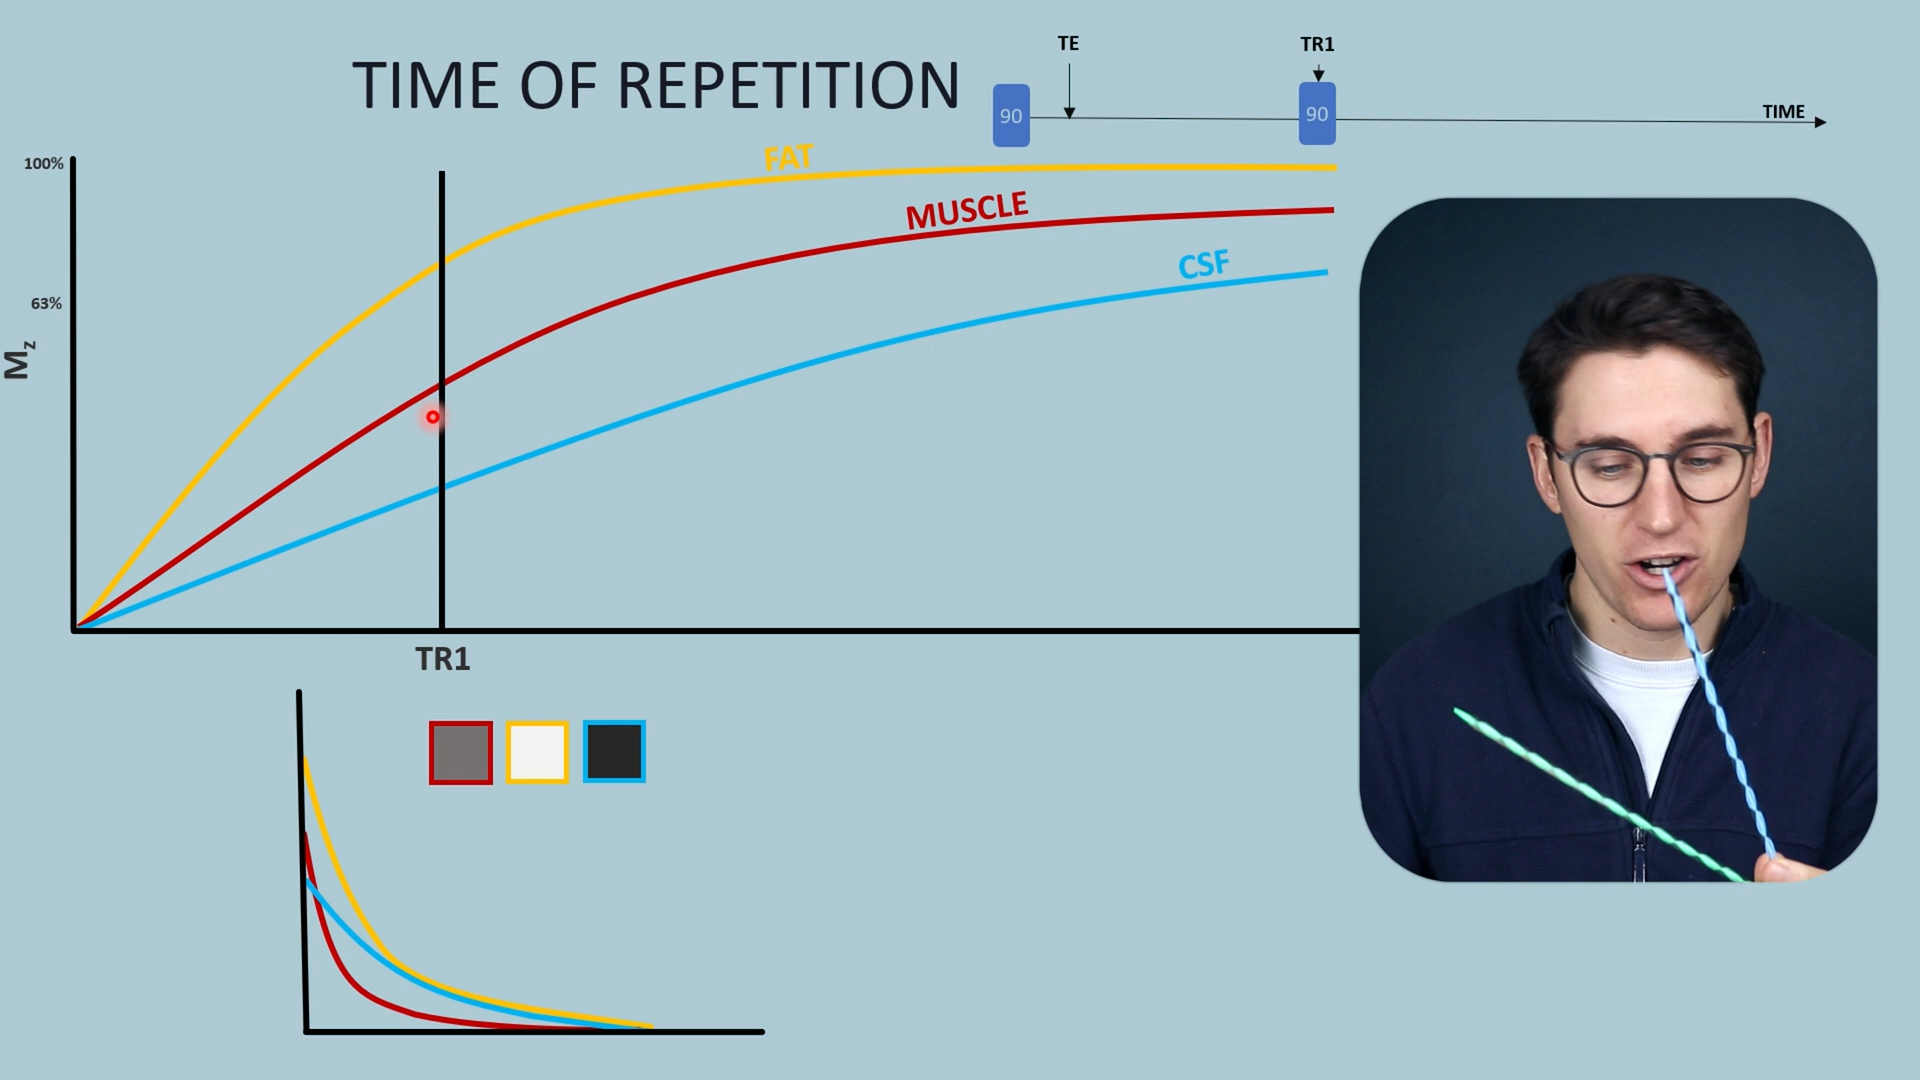 TIME OF REPETITION
TE
TR1
90
90
TIME
100%
63%
Mz
FAT
MUSCLE
CSF
TR1